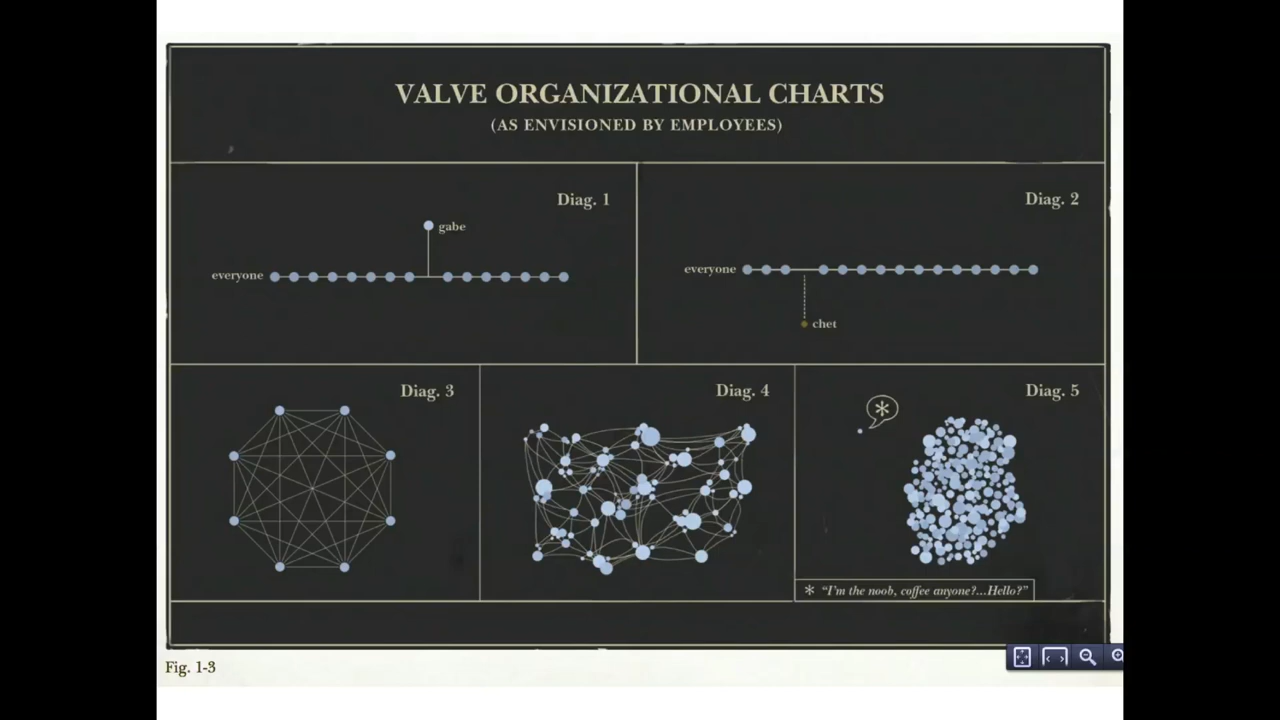 VALVE ORGANIZATIONAL CHARTS
(AS ENVISIONED BY EMPLOYEES)
Diag. 1
gabe
everyone
Diag. 2
everyone
chet
Diag. 3
Diag. 4
Diag. 5
*
* “I’m the noob, coffee anyone?...Hello?”
Fig. 1-3